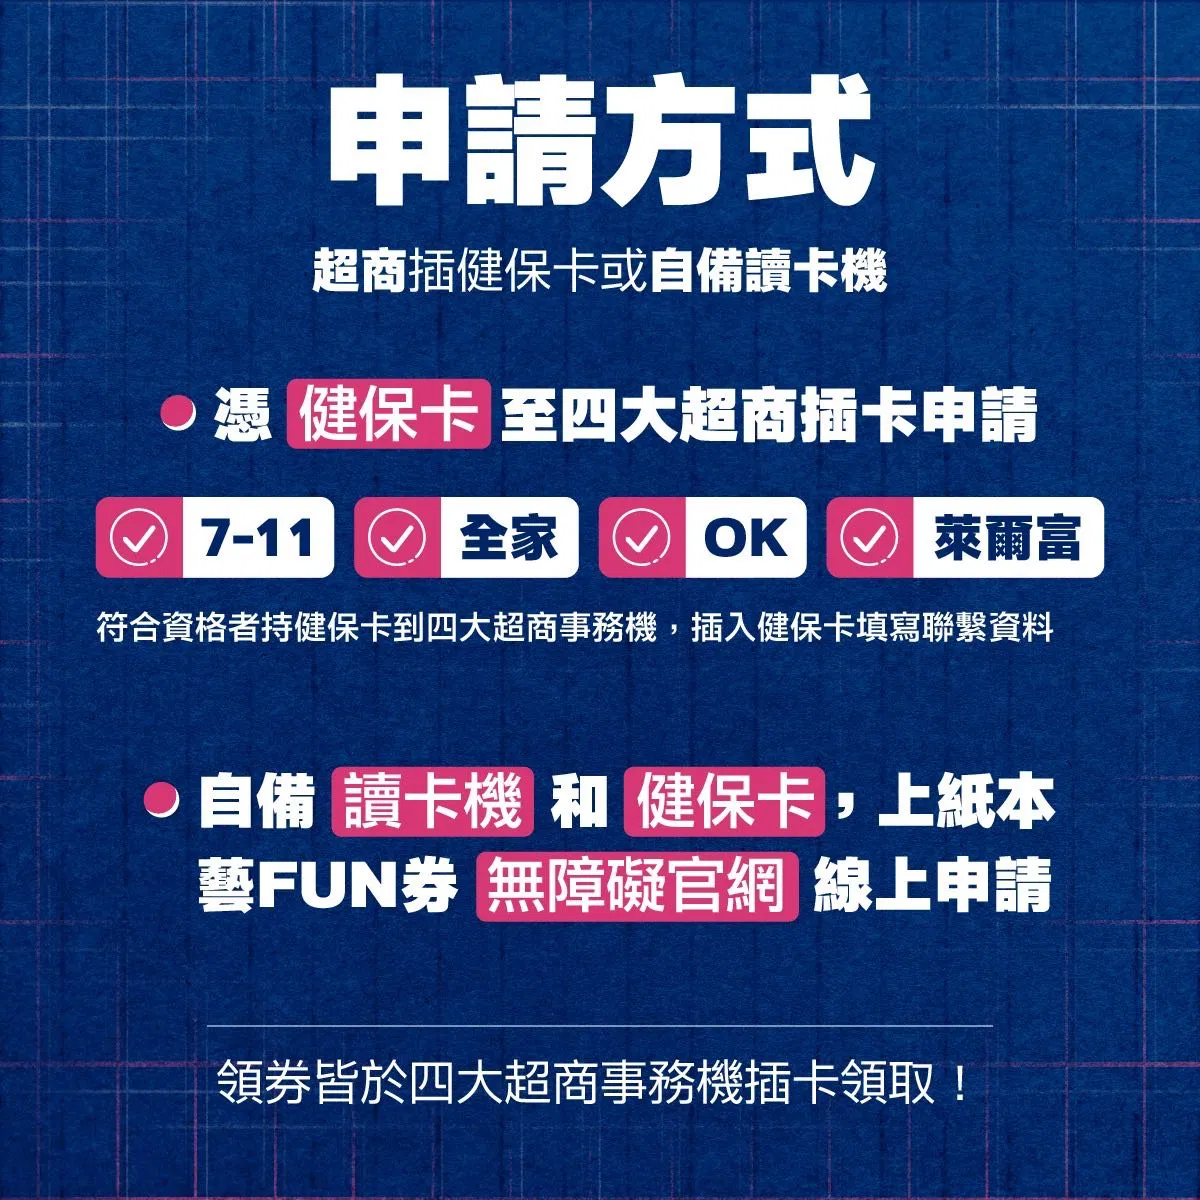 申請方式
超商插健保卡或自備讀卡機
憑 健保卡 至四大超商插卡申請
7-11 全家 OK 萊爾富
符合資格者持健保卡到四大超商事務機，插入健保卡填寫聯繫資料
自備 讀卡機 和 健保卡，上紙本
藝FUN券 無障礙官網 線上申請
領券皆於四大超商事務機插卡領取！